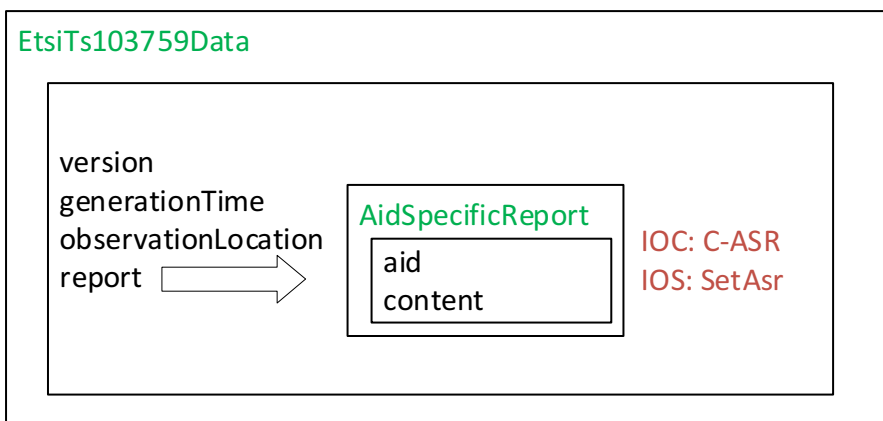 EtsiTs103759Data
version
generationTime
observationLocation
report
AidSpecificReport
aid
content
IOC: C-ASR
IOS: SetAsr